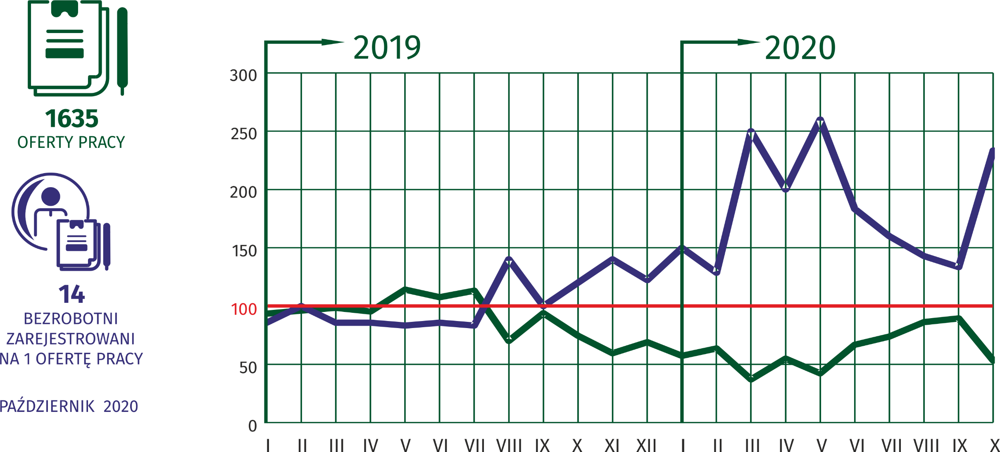 1635
OFERTY PRACY
14
BEZROBOTNI
ZAREJESTROWANI
NA 1 OFERTĘ PRACY
PAŹDZIERNIK 2020
2019 2020
300
250
200
150
100
50
0
I II III IV V VI VII VIII IX X XI XII I II III IV V VI VII VIII IX X